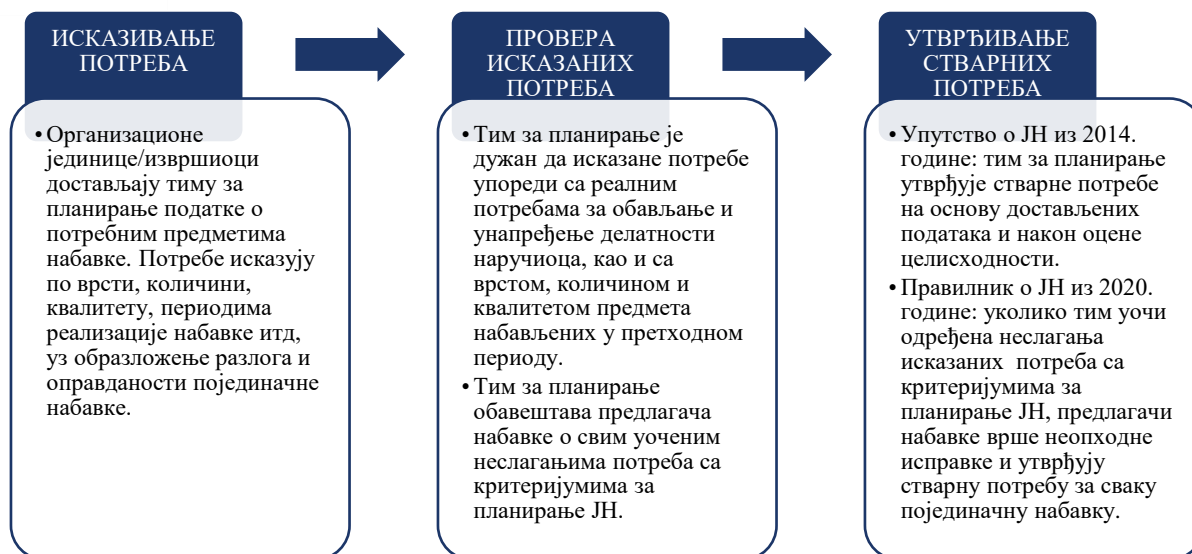 ИСКАЗИВАЊЕ
ПОТРЕБА
• Организационе
јединице/извршиоци
достављају тиму за
планирање податке о
потребним предметима
набавке. Потребе исказују
по врсти, количини,
квалитету, периодима
реализације набавке итд,
уз образложење разлога и
оправданости појединачне
набавке.
ПРОВЕРА
ИСКАЗАНИХ
ПОТРЕБА
• Тим за планирање је
дужан да исказане потребе
упореди са реалним
потребама за обављање и
унапређење делатности
наручиоца, као и са
врстом, количином и
квалитетом предмета
набављених у претходном
периоду.
• Тим за планирање
обавештава предлагача
набавке о свим уоченим
неслагањима потреба са
критеријумима за
планирање ЈН.
УТВРЂИВАЊЕ
СТВАРНИХ
ПОТРЕБА
• Упутство о ЈН из 2014.
године: тим за планирање
утврђује стварне потребе
на основу достављених
података и након оцене
целисходности.
• Правилник о ЈН из 2020.
године: уколико тим уочи
одређена неслагања
исказаних потреба са
критеријумима за
планирање ЈН, предлагачи
набавке врше неопходне
исправке и утврђују
стварну потребу за сваку
појединачну набавку.